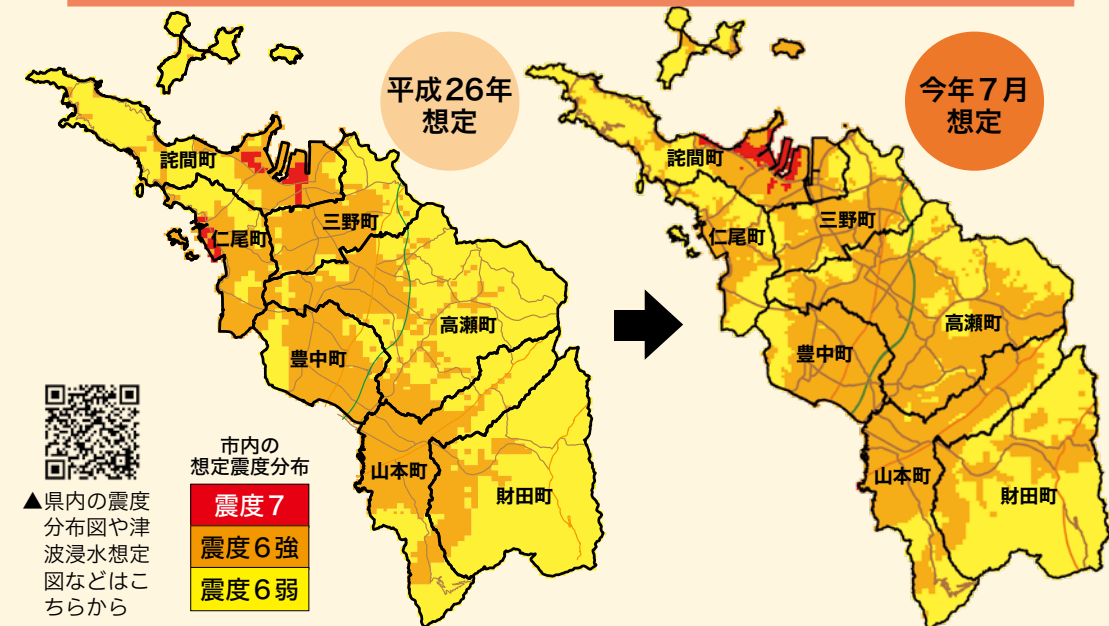 平成26年
想定
今年7月
想定
詫間町
仁尾町
三野町
高瀬町
豊中町
山本町
財田町
詫間町
仁尾町
三野町
高瀬町
豊中町
山本町
財田町
市内の
想定震度分布
震度7
震度6強
震度6弱
▲県内の震度
分布図や津
波浸水想定
図などはこ
ちらから